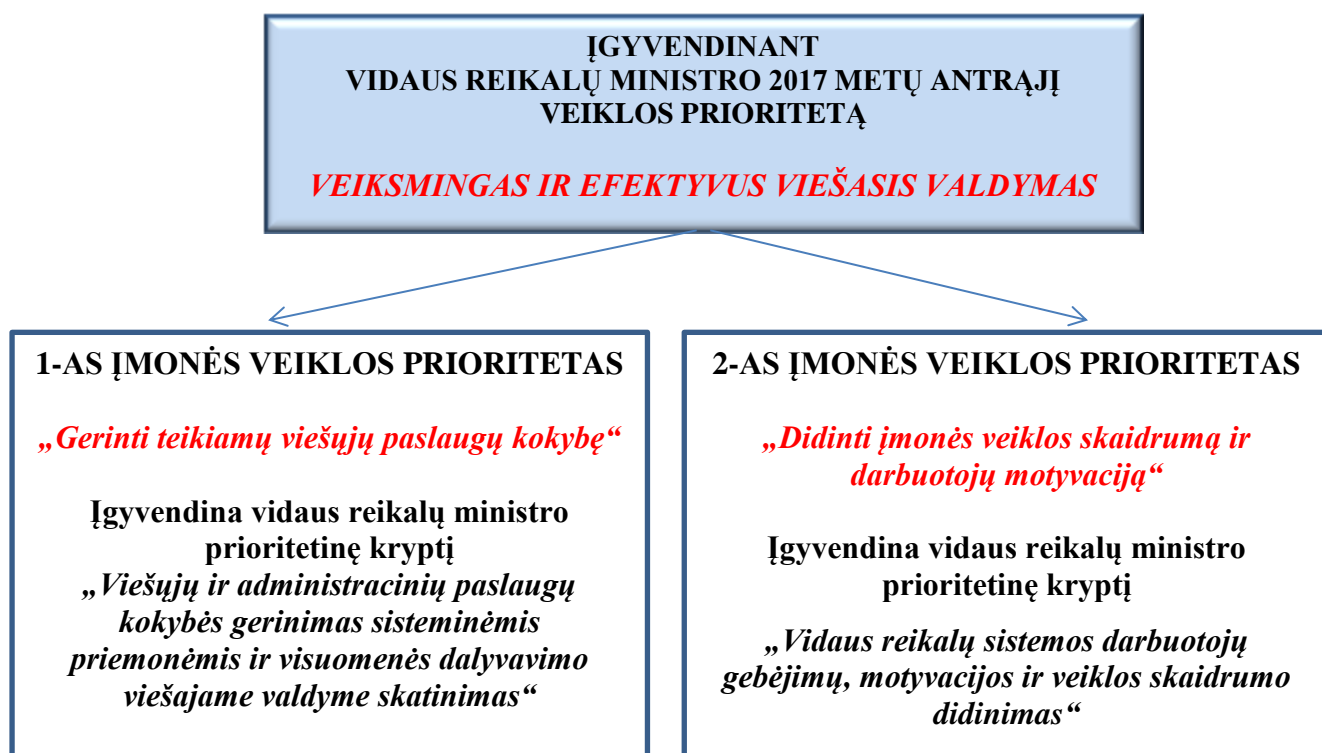 ĮGYVENDINANT
VIDAUS REIKALŲ MINISTRO 2017 METŲ ANTRĄJĮ
VEIKLOS PRIORITETĄ
VEIKSMINGAS IR EFEKTYVUS VIEŠASIS VALDYMAS
1-AS ĮMONĖS VEIKLOS PRIORITETAS
„Gerinti teikiamų viešųjų paslaugų kokybę“
Įgyvendina vidaus reikalų ministro
prioritetinę kryptį
„Viešųjų ir administracinių paslaugų
kokybės gerinimas sisteminėmis
priemonėmis ir visuomenės dalyvavimo
viešajame valdyme skatinimas“
2-AS ĮMONĖS VEIKLOS PRIORITETAS
„Didinti įmonės veiklos skaidrumą ir
darbuotojų motyvaciją“
Įgyvendina vidaus reikalų ministro
prioritetinę kryptį
„Vidaus reikalų sistemos darbuotojų
gebėjimų, motyvacijos ir veiklos skaidrumo
didinimas“